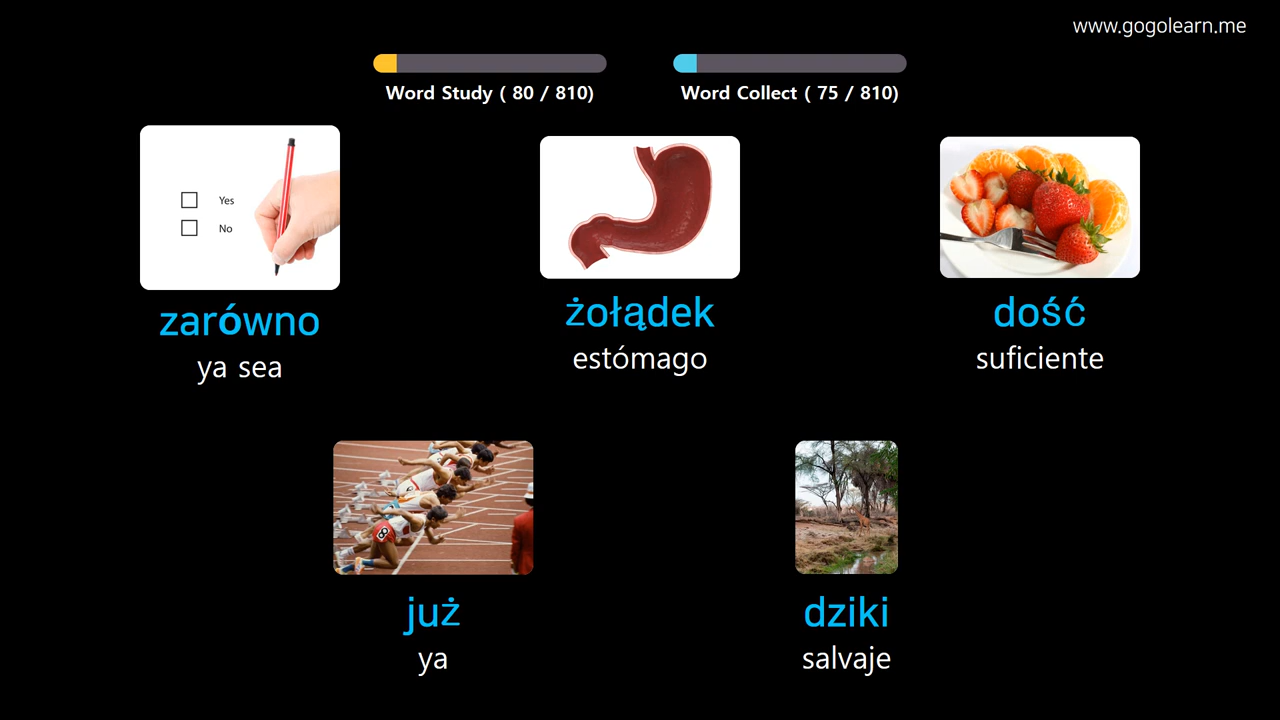 www.gogolearn.me
Word Study ( 80 / 810)
Word Collect ( 75 / 810)
Yes
No
zarówno
ya sea
żołądek
estómago
dość
suficiente
8
już
ya
dziki
salvaje